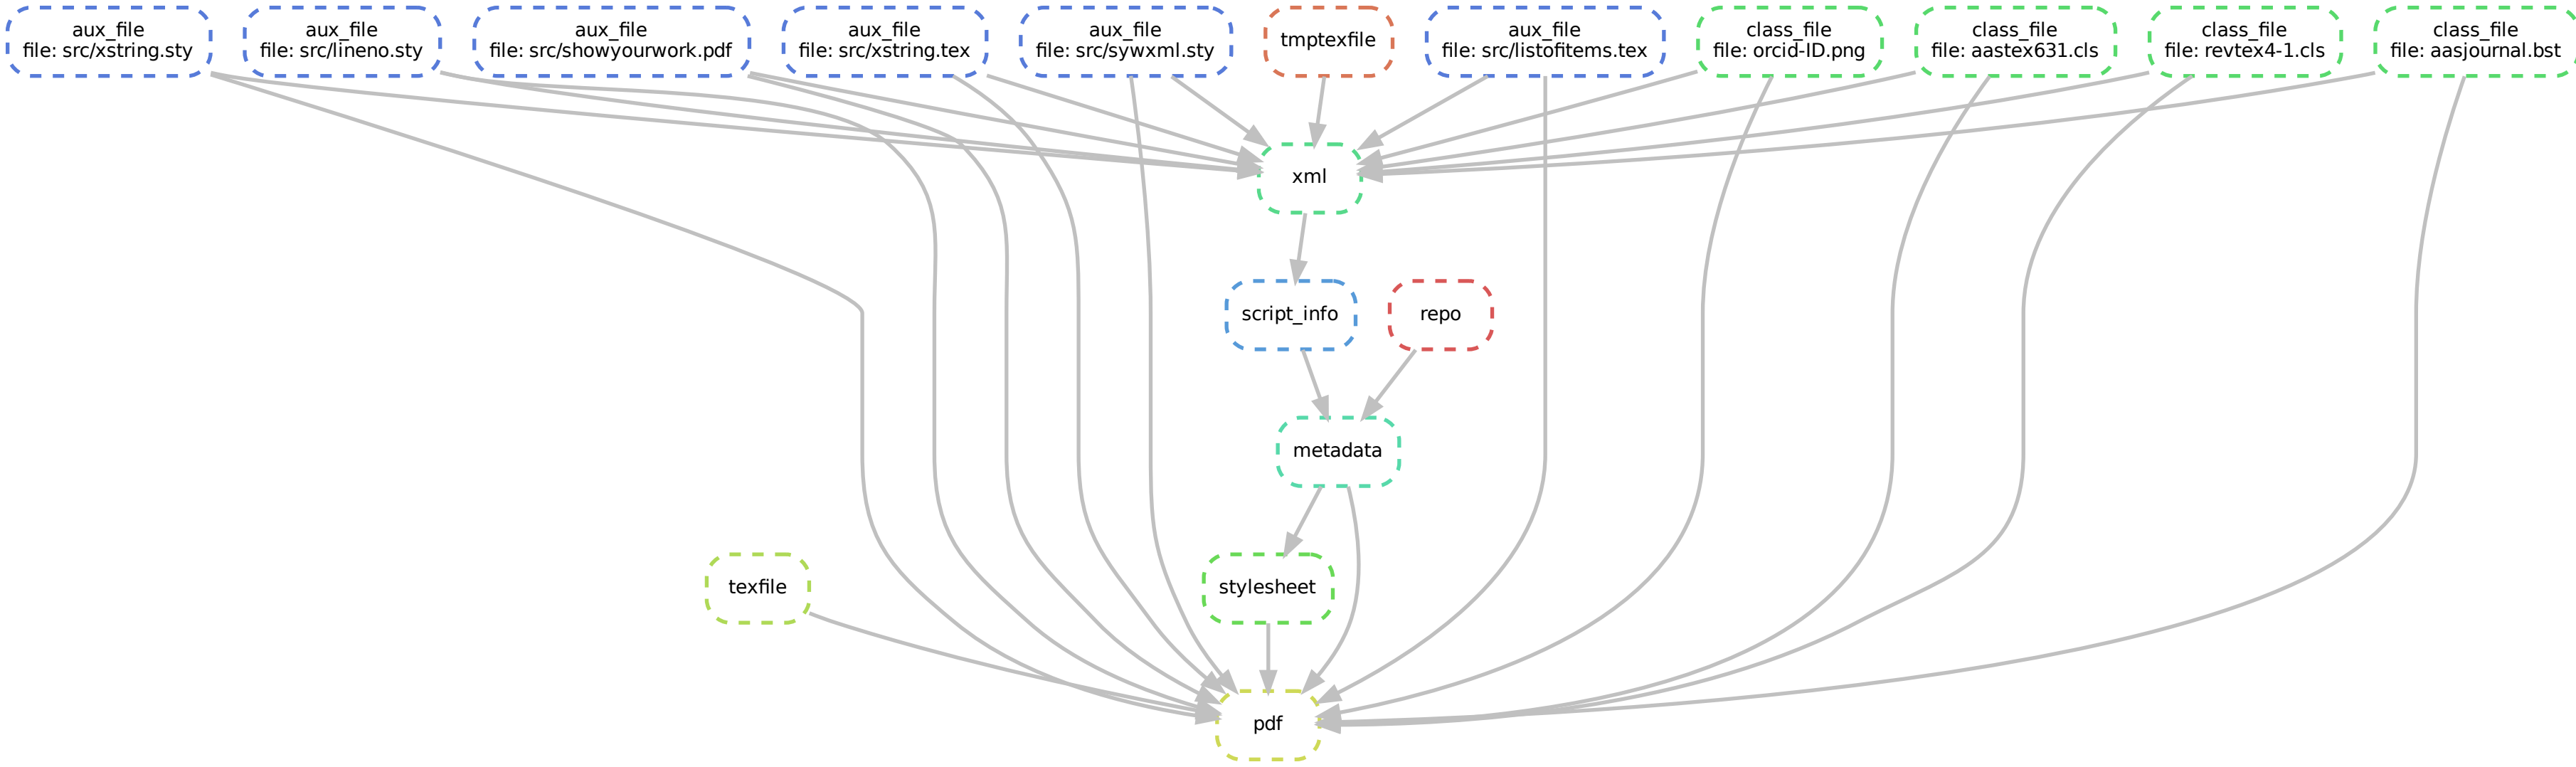 aux_file
file: src/xstring.sty
aux_file
file: src/lineno.sty
aux_file
file: src/showyourwork.pdf
aux_file
file: src/xstring.tex
aux_file
file: src/sywxml.sty
tmptexfile
aux_file
file: src/listofitems.tex
class_file
file: orcid-ID.png
class_file
file: aastex631.cls
class_file
file: revtex4-1.cls
class_file
file: aasjournal.bst
xml
script_info
repo
metadata
texfile
stylesheet
pdf